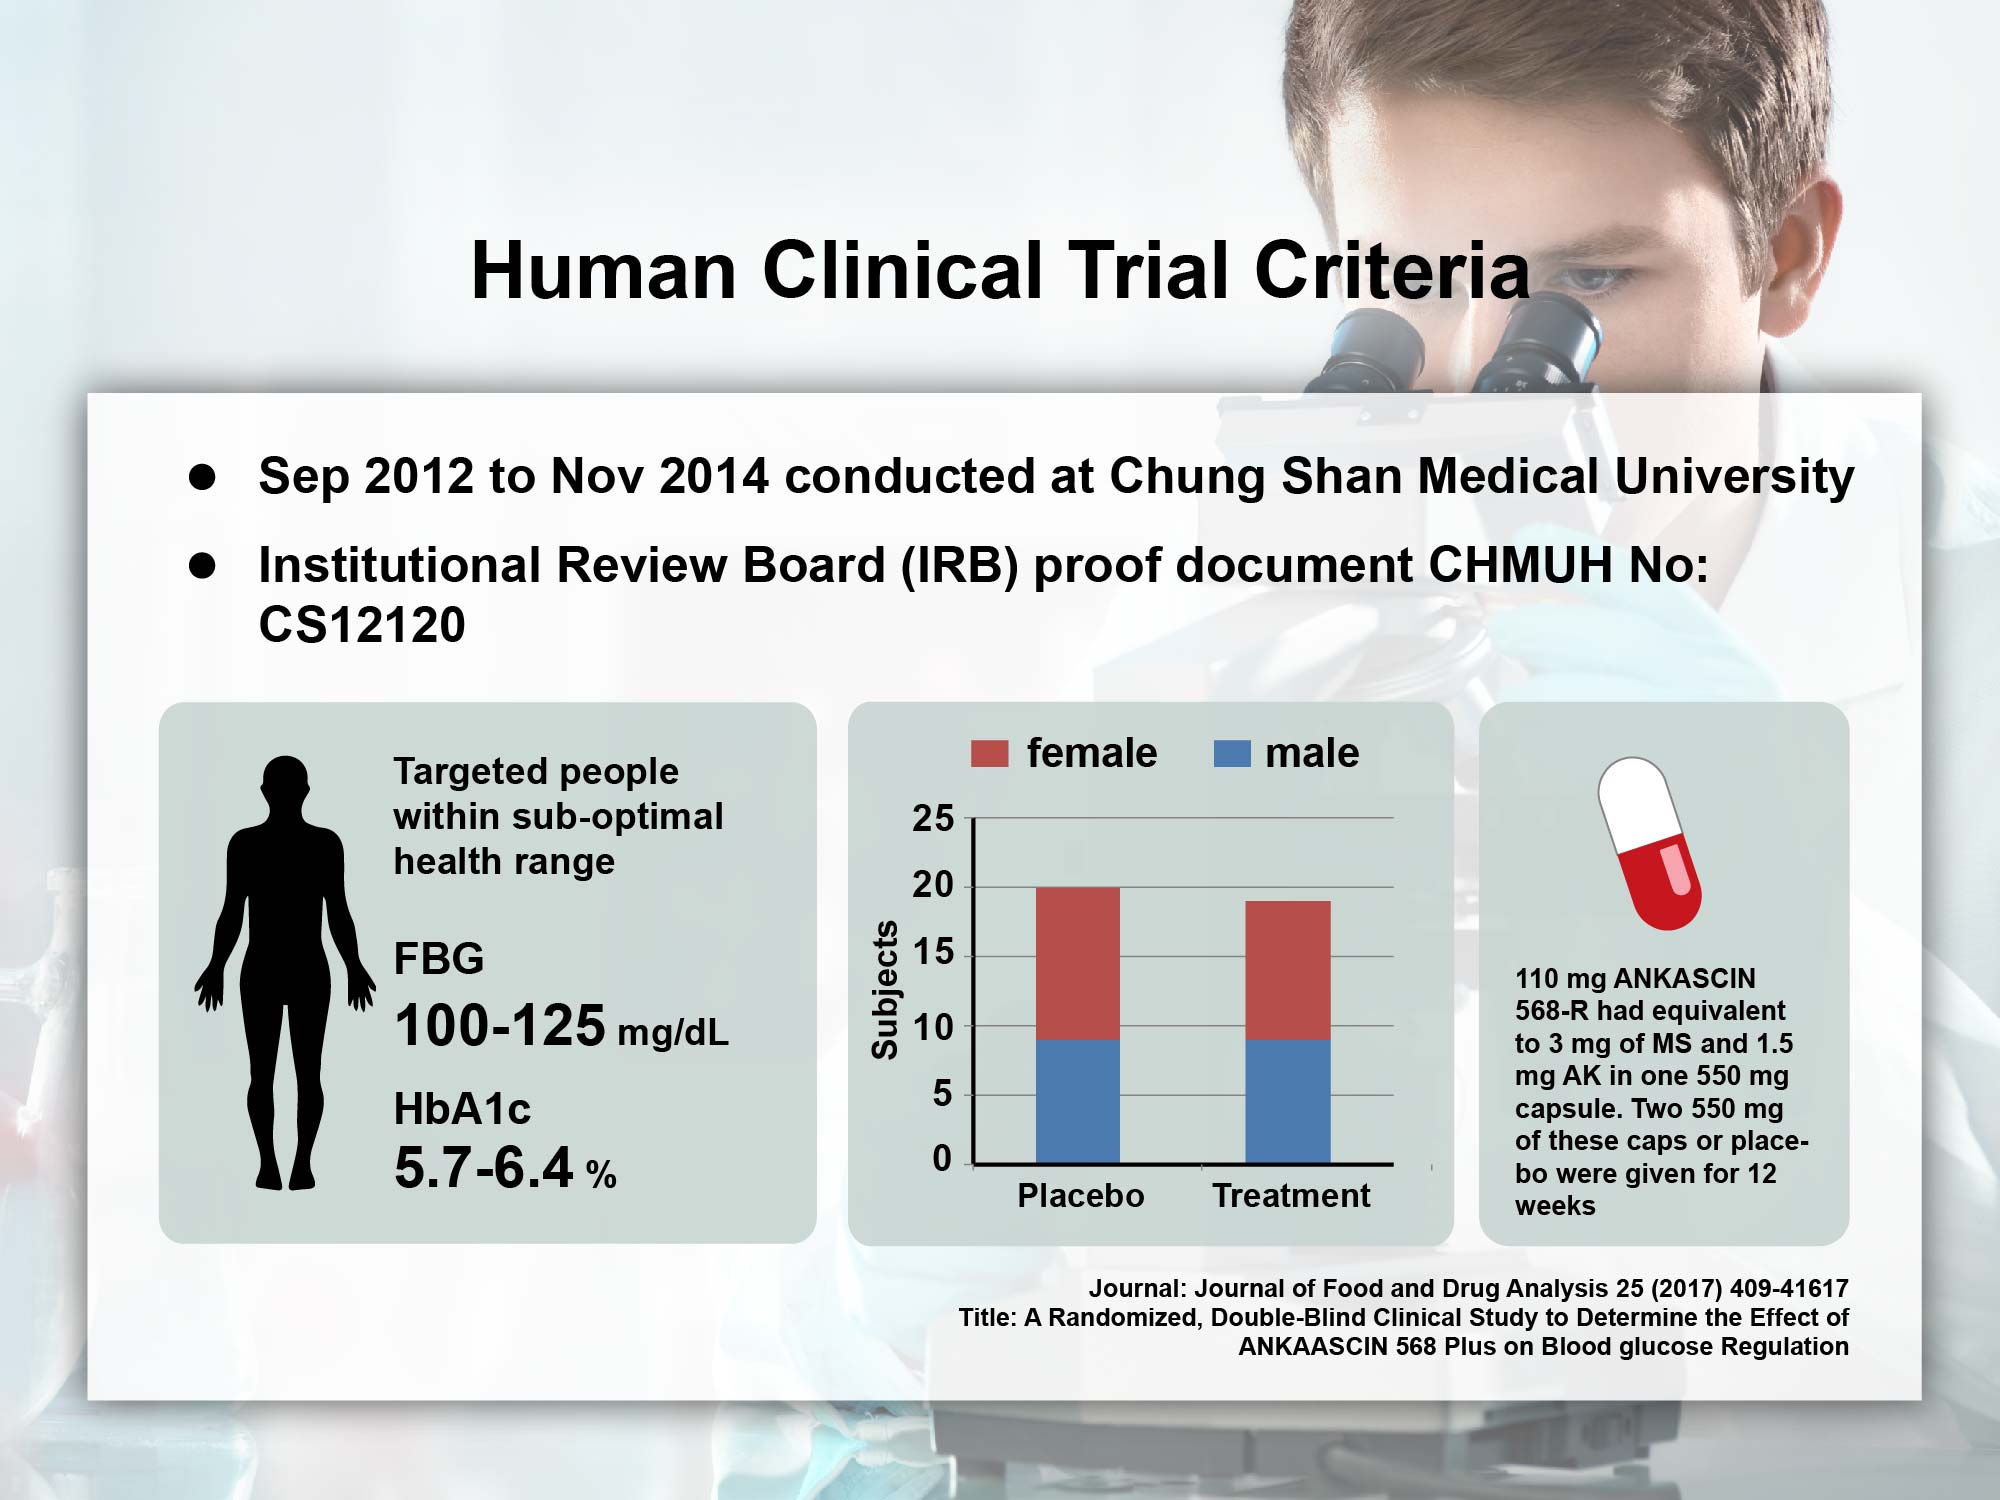 Human Clinical Trial Criteria
● Sep 2012 to Nov 2014 conducted at Chung Shan Medical University
● Institutional Review Board (IRB) proof document CHMUH No:
CS12120
Targeted people
within sub-optimal
health range
FBG
100-125 mg/dL
HbA1c
5.7-6.4 %
female male
25
20
15
10
5
0
Subjects
Placebo Treatment
110 mg ANKASCIN
568-R had equivalent
to 3 mg of MS and 1.5
mg AK in one 550 mg
capsule. Two 550 mg
of these caps or place-
bo were given for 12
weeks
Journal: Journal of Food and Drug Analysis 25 (2017) 409-41617
Title: A Randomized, Double-Blind Clinical Study to Determine the Effect of
ANKAASCIN 568 Plus on Blood glucose Regulation